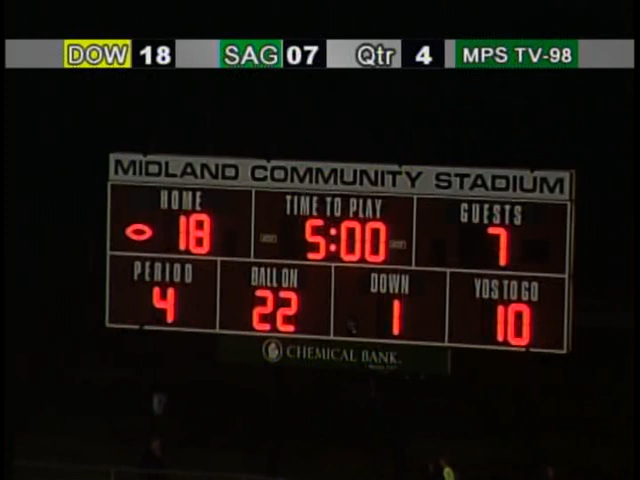 DOW 18 SAG 07 Qtr 4 MPS TV-98
MIDLAND COMMUNITY STADIUM
HOME TIME TO PLAY GUESTS
18 5:00 7
PERIOD BALL ON DOWN YDS TO GO
4 22 1 10
CHEMICAL BANK